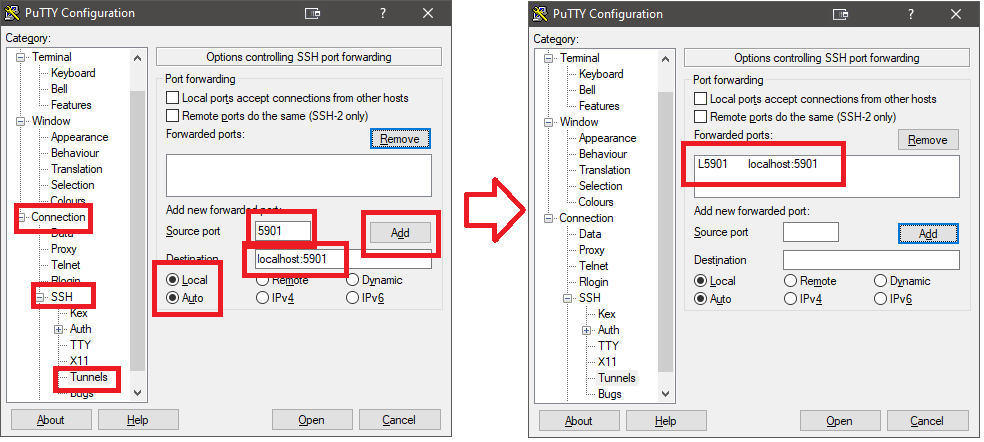 PuTTY Configuration
?
Category:
Terminal
Keyboard
Bell
Features
Window
Appearance
Behaviour
Translation
Selection
Colours
Connection
Data
Proxy
Telnet
Rlogin
SSH
Kex
Auth
TTY
X11
Tunnels
Bugs
Options controlling SSH port forwarding
Port forwarding
Local ports accept connections from other hosts
Remote ports do the same (SSH-2 only)
Forwarded ports:
Remove
Add new forwarded port:
Source port 5901 Add
Destination localhost:5901
Local Remote Dynamic
Auto IPv4 IPv6
About Help Open Cancel
PuTTY Configuration
?
Category:
Terminal
Keyboard
Bell
Features
Window
Appearance
Behaviour
Translation
Selection
Colours
Connection
Data
Proxy
Telnet
Rlogin
SSH
Kex
Auth
TTY
X11
Tunnels
Bugs
Options controlling SSH port forwarding
Port forwarding
Local ports accept connections from other hosts
Remote ports do the same (SSH-2 only)
Forwarded ports:
Remove
L5901 localhost:5901
Add new forwarded port:
Source port Add
Destination
Local Remote Dynamic
Auto IPv4 IPv6
About Help Open Cancel